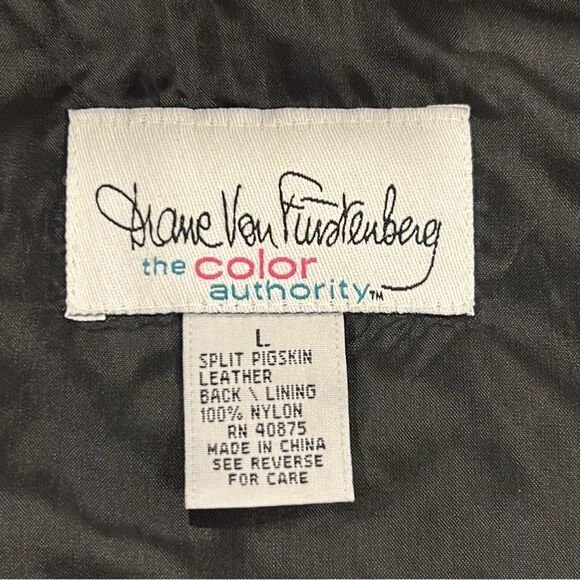 Diane Von Furstenberg
the color
authority™
L
SPLIT PIGSKIN
LEATHER
BACK \ LINING
100% NYLON
RN 40875
MADE IN CHINA
SEE REVERSE
FOR CARE